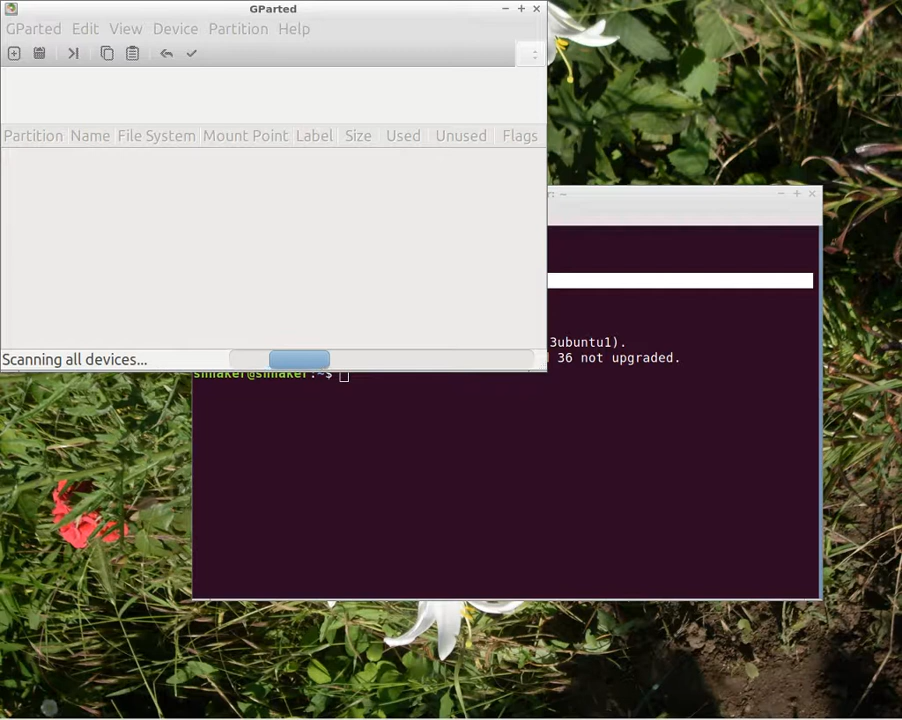 GParted
GParted Edit View Device Partition Help
Partition Name File System Mount Point Label Size Used Unused Flags
Scanning all devices...
3ubuntu1).
36 not upgraded.
:~$